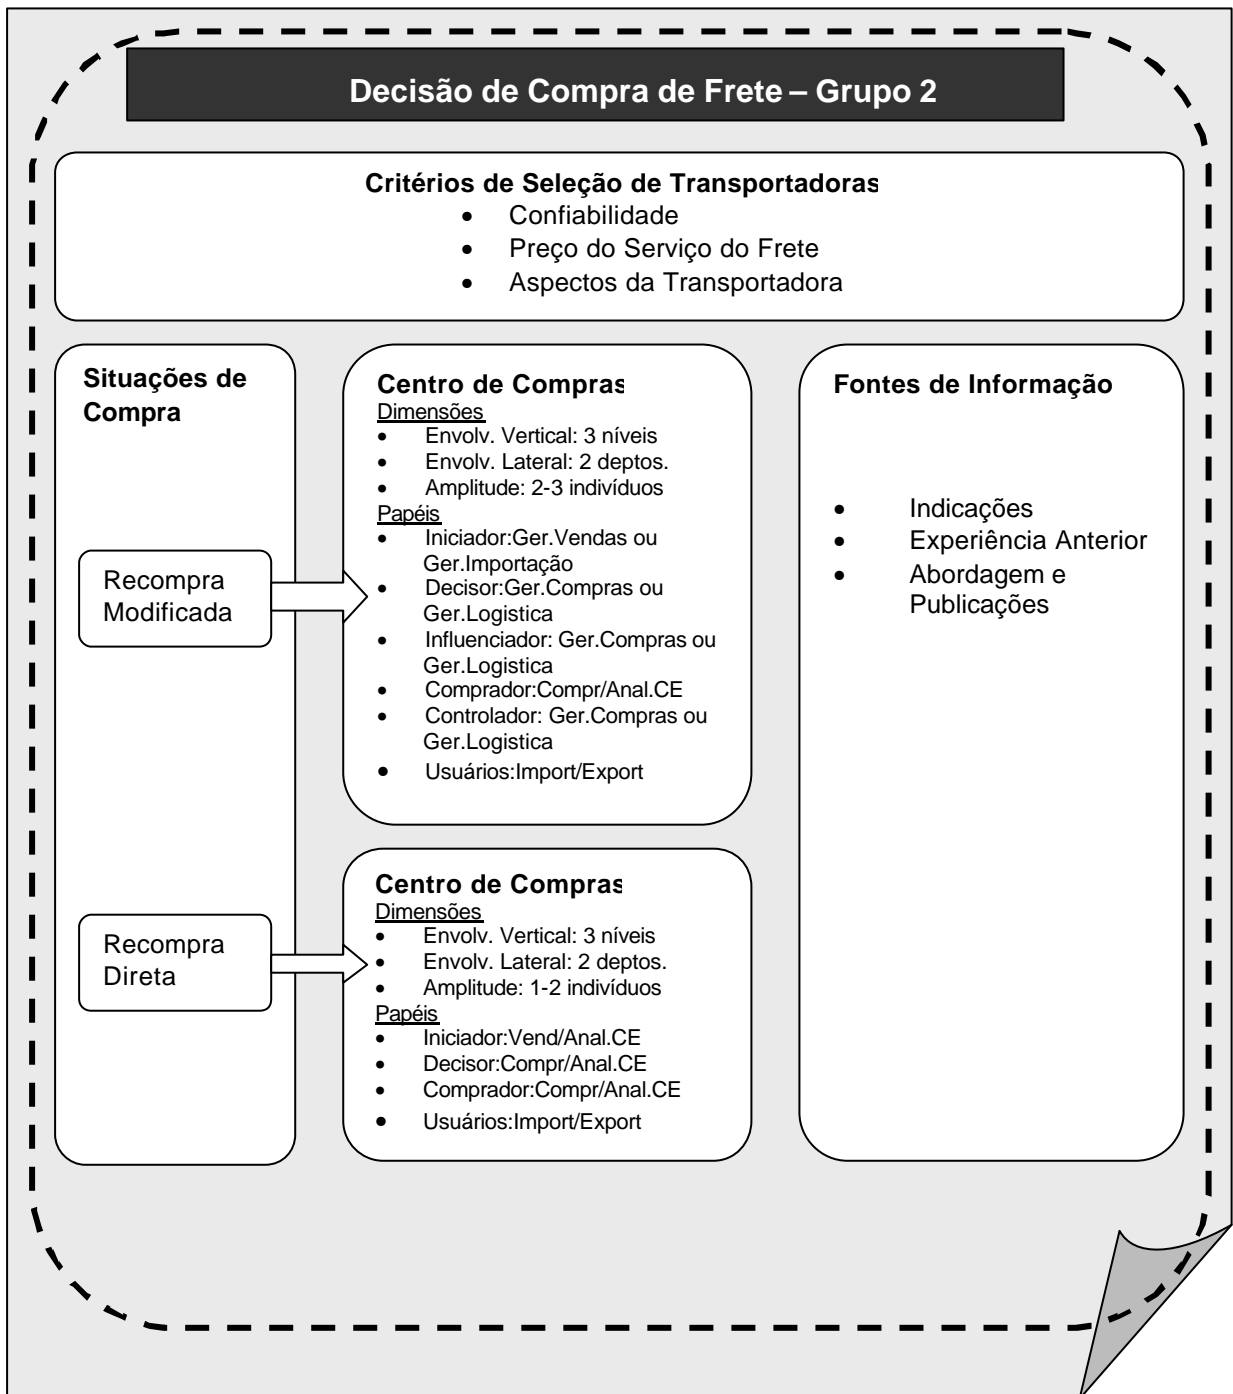 Decisão de Compra de Frete – Grupo 2
Critérios de Seleção de Transportadoras
• Confiabilidade
• Preço do Serviço do Frete
• Aspectos da Transportadora
Situações de
Compra
Recompra
Modificada
Recompra
Direta
Centro de Compras
Dimensões
• Envolv. Vertical: 3 níveis
• Envolv. Lateral: 2 deptos.
• Amplitude: 2-3 indivíduos
Papéis
• Iniciador:Ger.Vendas ou
Ger.Importação
• Decisor:Ger.Compras ou
Ger.Logistica
• Influenciador: Ger.Compras ou
Ger.Logistica
• Comprador:Compr/Anal.CE
• Controlador: Ger.Compras ou
Ger.Logistica
• Usuários:Import/Export
Centro de Compras
Dimensões
• Envolv. Vertical: 3 níveis
• Envolv. Lateral: 2 deptos.
• Amplitude: 1-2 indivíduos
Papéis
• Iniciador:Vend/Anal.CE
• Decisor:Compr/Anal.CE
• Comprador:Compr/Anal.CE
• Usuários:Import/Export
Fontes de Informação
• Indicações
• Experiência Anterior
• Abordagem e
Publicações